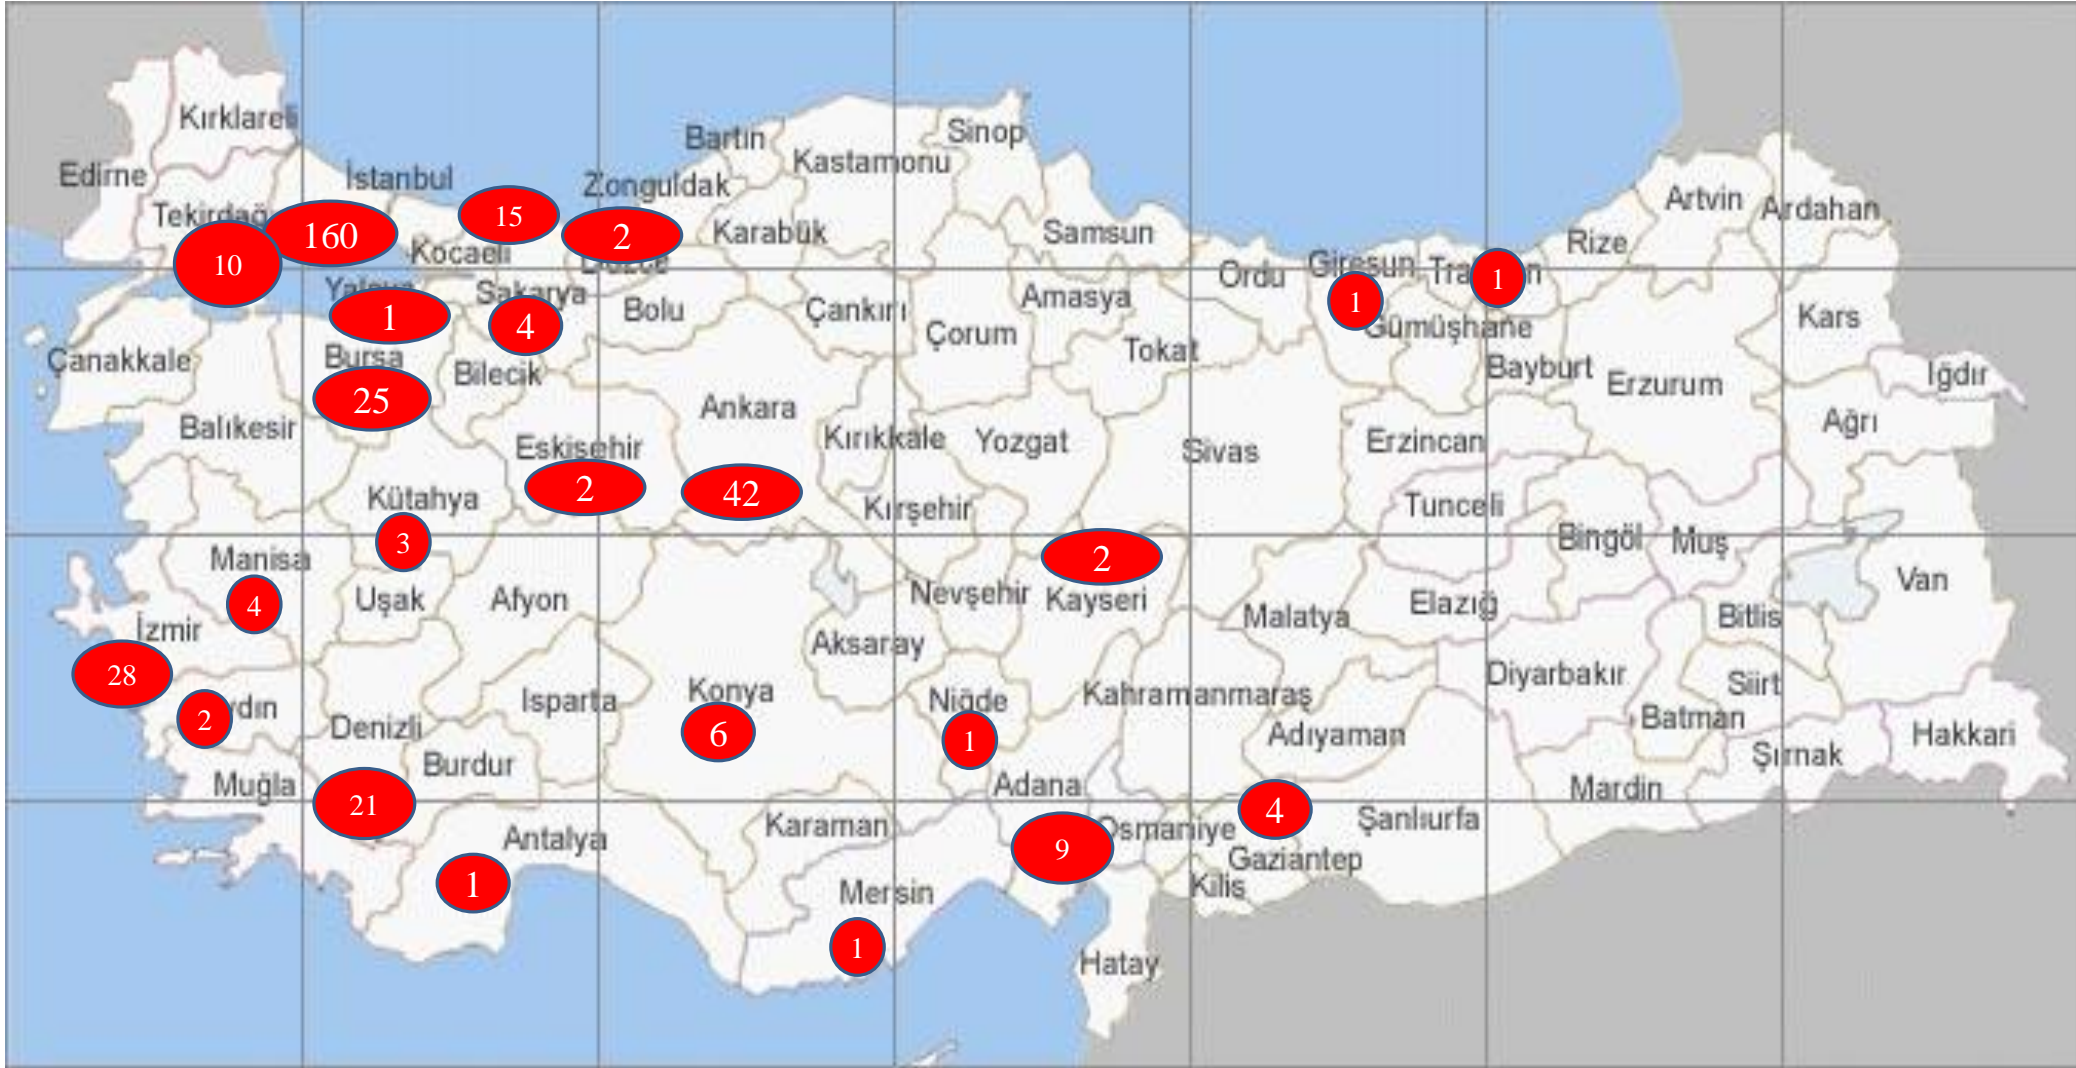 Kırklareli
Edirne
Tekirdağ
İstanbul
Bartın
Kastamonu
Sinop
Zonguldak
Karabük
Samsun
Artvin
Ardahan
Rize
160
15
2
10
Kocaeli
Düzce
Yalova
Sakarya
1
4
Bolu
Çankırı
Çorum
Amasya
Tokat
Ordu
Giresun
1
Tra on
1
Gümüşhane
Bayburt
Erzurum
Kars
Iğdır
Ağrı
Çanakkale
Bursa
25
Bilecik
Balıkesir
Ankara
42
Eskişehir
2
Kırıkkale
Yozgat
Sivas
Erzincan
Tunceli
Kütahya
3
Kırşehir
Bingöl
Muş
Van
Manisa
4
Uşak
Afyon
Nevşehir
2
Kayseri
Malatya
Elazığ
Bitlis
İzmir
28
Aksaray
Diyarbakır
Siirt
2
ydın
Denizli
Isparta
Konya
6
Niğde
1
Kahramanmaraş
Adıyaman
Batman
Şırnak
Hakkari
Muğla
21
Burdur
Adana
9
Mardin
Antalya
1
Karaman
Osmaniye
4
Gaziantep
Şanlıurfa
Kilis
Mersin
1
Hatay